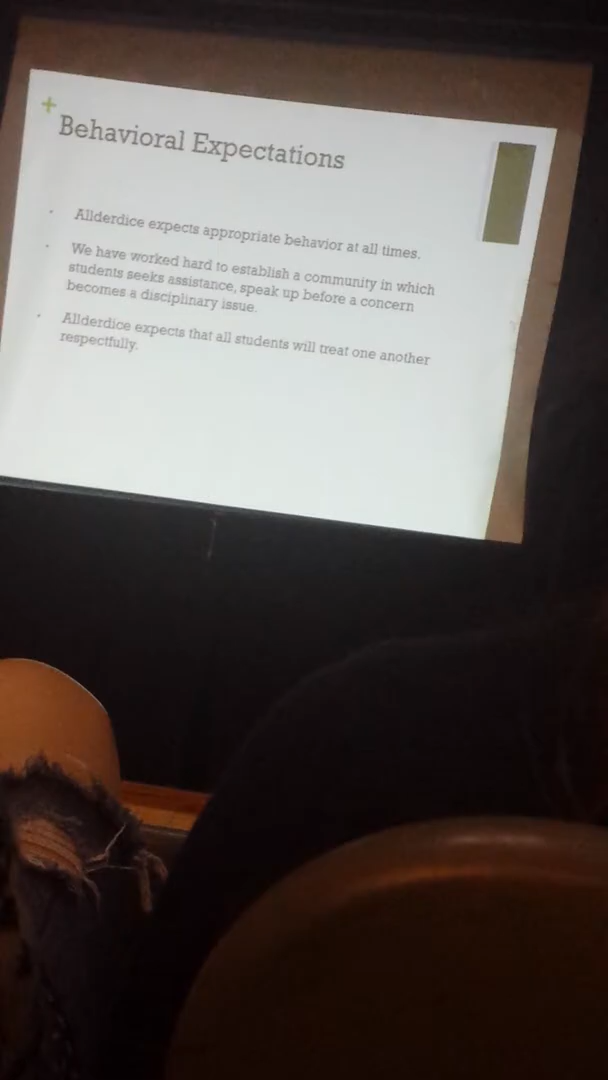 Behavioral Expectations
Allderdice expects appropriate behavior at all times.
We have worked hard to establish a community in which
students seeks assistance, speak up before a concern
becomes a disciplinary issue.
Allderdice expects that all students will treat one another
respectfully.